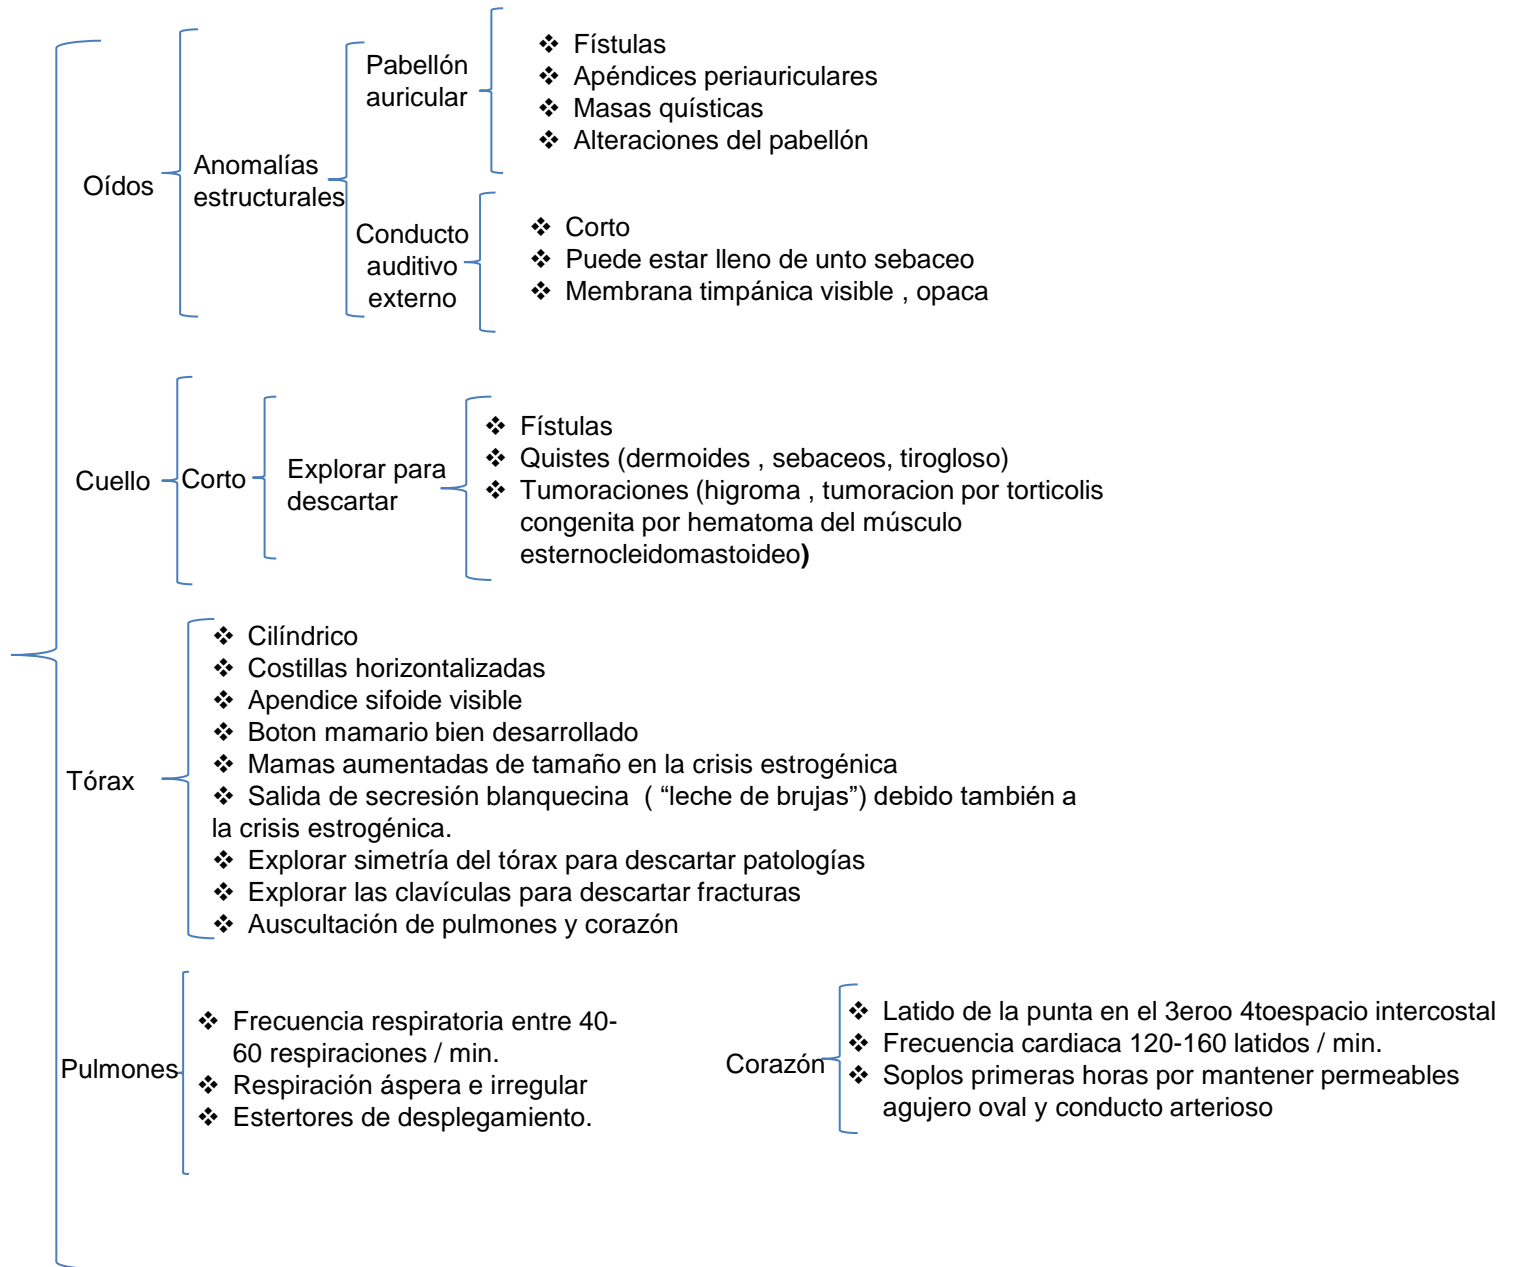 Oídos
Anomalías
estructurales
Pabellón
auricular
❖ Fístulas
❖ Apéndices periauriculares
❖ Masas quísticas
❖ Alteraciones del pabellón
Conducto
auditivo
externo
❖ Corto
❖ Puede estar lleno de unto sebaceo
❖ Membrana timpánica visible , opaca
Cuello
Corto
Explorar para
descartar
❖ Fístulas
❖ Quistes (dermoides , sebaceos, tirogloso)
❖ Tumoraciones (higroma , tumoracion por torticolis
congenita por hematoma del músculo
esternocleidomastoideo)
Tórax
❖ Cilíndrico
❖ Costillas horizontalizadas
❖ Apendice sifoide visible
❖ Boton mamario bien desarrollado
❖ Mamas aumentadas de tamaño en la crisis estrogénica
❖ Salida de secresión blanquecina ( “leche de brujas”) debido también a
la crisis estrogénica.
❖ Explorar simetría del tórax para descartar patologías
❖ Explorar las clavículas para descartar fracturas
❖ Auscultación de pulmones y corazón
Pulmones
❖ Frecuencia respiratoria entre 40-
60 respiraciones / min.
❖ Respiración áspera e irregular
❖ Estertores de desplegamiento.
Corazón
❖ Latido de la punta en el 3eroo 4toespacio intercostal
❖ Frecuencia cardiaca 120-160 latidos / min.
❖ Soplos primeras horas por mantener permeables
agujero oval y conducto arterioso